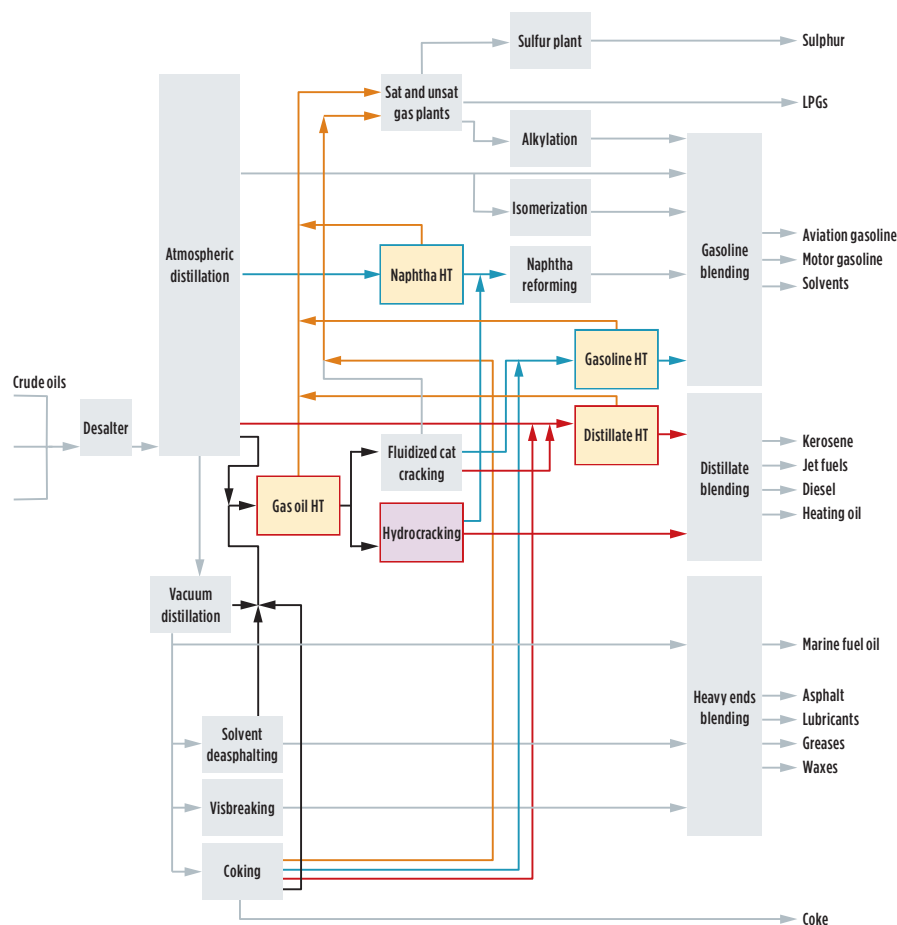 Sulfur plant
Sulphur
Sat and unsat
gas plants
LPGs
Alkylation
Isomerization
Atmospheric
distillation
Naphtha HT
Naphtha
reforming
Gasoline
blending
Aviation gasoline
Motor gasoline
Solvents
Gasoline HT
Crude oils
Desalter
Distillate HT
Fluidized cat
cracking
Gas oil HT
Hydrocracking
Distillate
blending
Kerosene
Jet fuels
Diesel
Heating oil
Vacuum
distillation
Marine fuel oil
Heavy ends
blending
Asphalt
Lubricants
Greases
Waxes
Solvent
deasphalting
Visbreaking
Coking
Coke